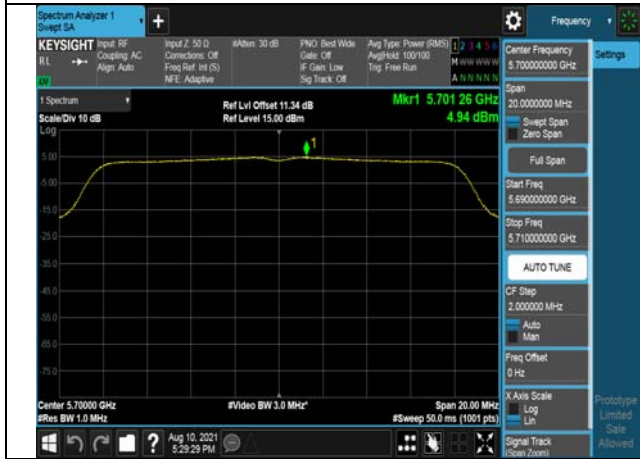 Spectrum Analyzer 1
Swept SA
+
Frequency
KEYSIGHT
RL
Input: RF
Coupling: AC
Align: Auto
Input Z: 50 Ω
Corrections: Off
Freq Ref: Int (S)
NFE: Adaptive
#Atten: 30 dB
PNO: Best Wide
Gate: Off
IF Gain: Low
Sig Track: Off
Avg Type: Power (RMS)
Avg|Hold: 100/100
Trig: Free Run
1 2 3 4 5 6
M W W W W W
A N N N N N
1 Spectrum
Scale/Div 10 dB
Log
Ref Lvl Offset 11.34 dB
Ref Level 15.00 dBm
Mkr1 5.701 26 GHz
4.94 dBm
1
5.00
-5.00
-15.0
-25.0
-35.0
-45.0
-55.0
-65.0
-75.0
Center 5.70000 GHz
#Res BW 1.0 MHz
#Video BW 3.0 MHz*
Span 20.00 MHz
#Sweep 50.0 ms (1001 pts)
Aug 10, 2021
5:29:29 PM
Center Frequency
5.700000000 GHz
Settings
Span
20.0000000 MHz
Swept Span
Zero Span
Full Span
Start Freq
5.690000000 GHz
Stop Freq
5.710000000 GHz
AUTO TUNE
CF Step
2.000000 MHz
Auto
Man
Freq Offset
0 Hz
X Axis Scale
Log
Lin
Signal Track
(Span Zoom)
Prototype
Limited
Sale
Allowed